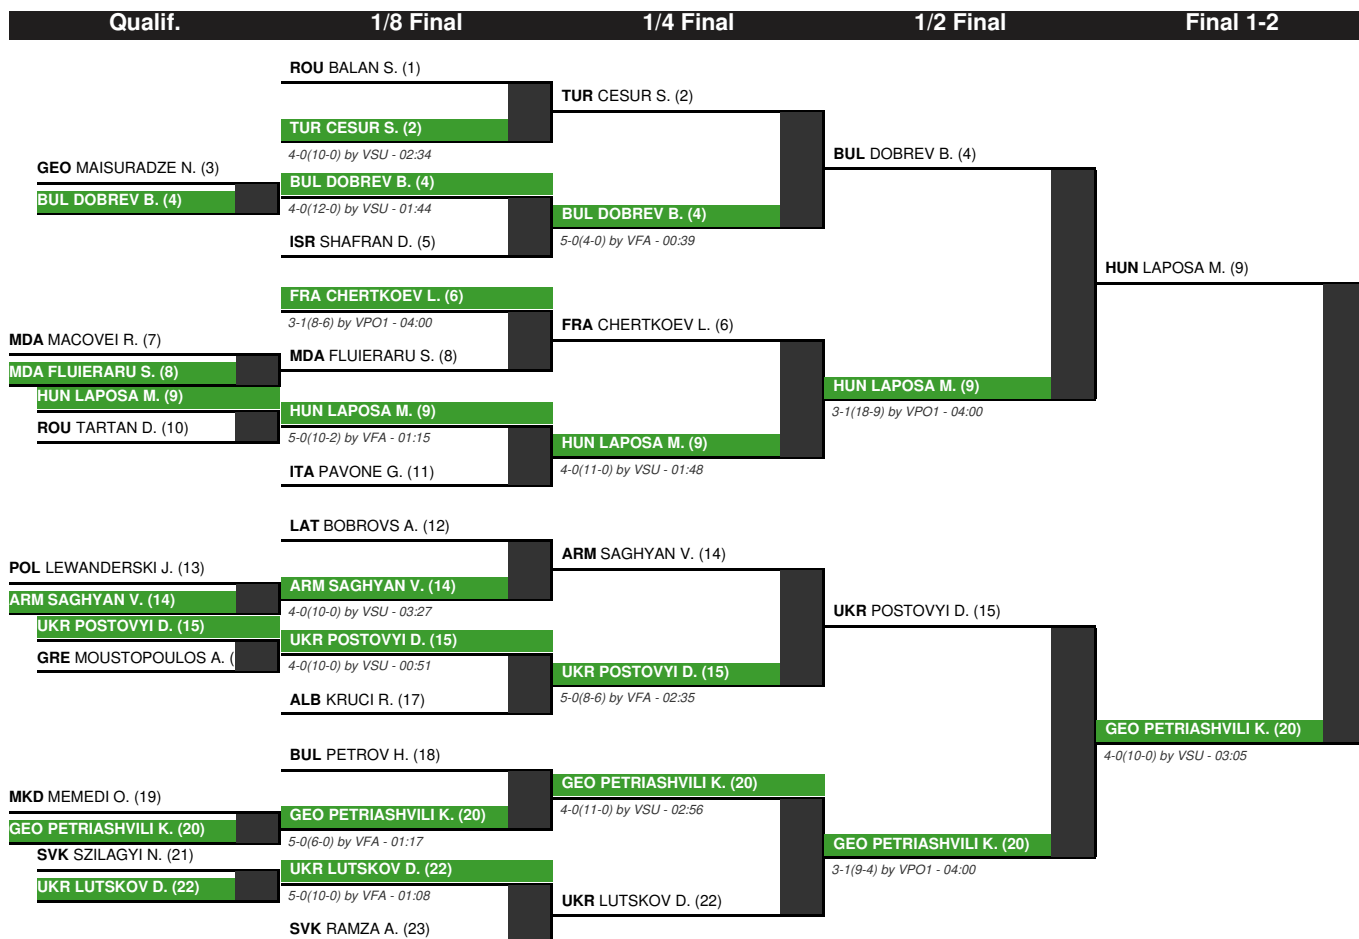 Qualif.
1/8 Final
1/4 Final
1/2 Final
Final 1-2
GEO MAISURADZE N. (3)
BUL DOBREV B. (4)
MDA MACOVEI R. (7)
MDA FLUIERARU S. (8)
HUN LAPOSA M. (9)
ROU TARTAN D. (10)
POL LEWANDERSKI J. (13)
ARM SAGHYAN V. (14)
UKR POSTOVYI D. (15)
GRE MOUSTOPOULOS A. (
MKD MEMEDI O. (19)
GEO PETRIASHVILI K. (20)
SVK SZILAGYI N. (21)
UKR LUTSKOV D. (22)
ROU BALAN S. (1)
TUR CESUR S. (2)
4-0(10-0) by VSU - 02:34
BUL DOBREV B. (4)
4-0(12-0) by VSU - 01:44
ISR SHAFRAN D. (5)
FRA CHERTKOEV L. (6)
3-1(8-6) by VPO1 - 04:00
MDA FLUIERARU S. (8)
HUN LAPOSA M. (9)
5-0(10-2) by VFA - 01:15
ITA PAVONE G. (11)
LAT BOBROVS A. (12)
ARM SAGHYAN V. (14)
4-0(10-0) by VSU - 03:27
UKR POSTOVYI D. (15)
4-0(10-0) by VSU - 00:51
ALB KRUCI R. (17)
BUL PETROV H. (18)
GEO PETRIASHVILI K. (20)
5-0(6-0) by VFA - 01:17
UKR LUTSKOV D. (22)
5-0(10-0) by VFA - 01:08
SVK RAMZA A. (23)
TUR CESUR S. (2)
BUL DOBREV B. (4)
5-0(4-0) by VFA - 00:39
FRA CHERTKOEV L. (6)
HUN LAPOSA M. (9)
4-0(11-0) by VSU - 01:48
ARM SAGHYAN V. (14)
UKR POSTOVYI D. (15)
5-0(8-6) by VFA - 02:35
GEO PETRIASHVILI K. (20)
4-0(11-0) by VSU - 02:56
UKR LUTSKOV D. (22)
BUL DOBREV B. (4)
HUN LAPOSA M. (9)
3-1(18-9) by VPO1 - 04:00
UKR POSTOVYI D. (15)
GEO PETRIASHVILI K. (20)
3-1(9-4) by VPO1 - 04:00
HUN LAPOSA M. (9)
GEO PETRIASHVILI K. (20)
4-0(10-0) by VSU - 03:05